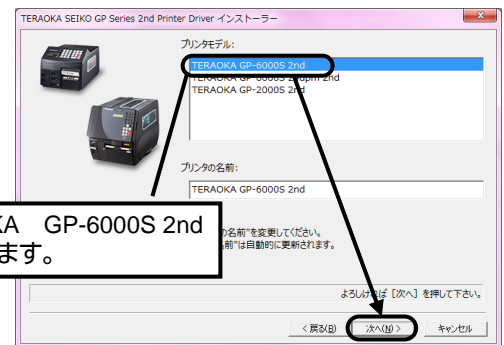 TERAOKA SEIKO GP Series 2nd Printer Driver インストーラー
プリンタモデル:
TERAOKA GP-6000S 2nd
TERAOKA GP-2000S 2nd
プリンタの名前:
TERAOKA GP-6000S 2nd
KA GP-6000S 2nd
ます。
の名前"を変更してください。
前"は自動的に更新されます。
よろしければ [次へ] を押して下さい。
< 戻る(B)
次へ(N) >
キャンセル